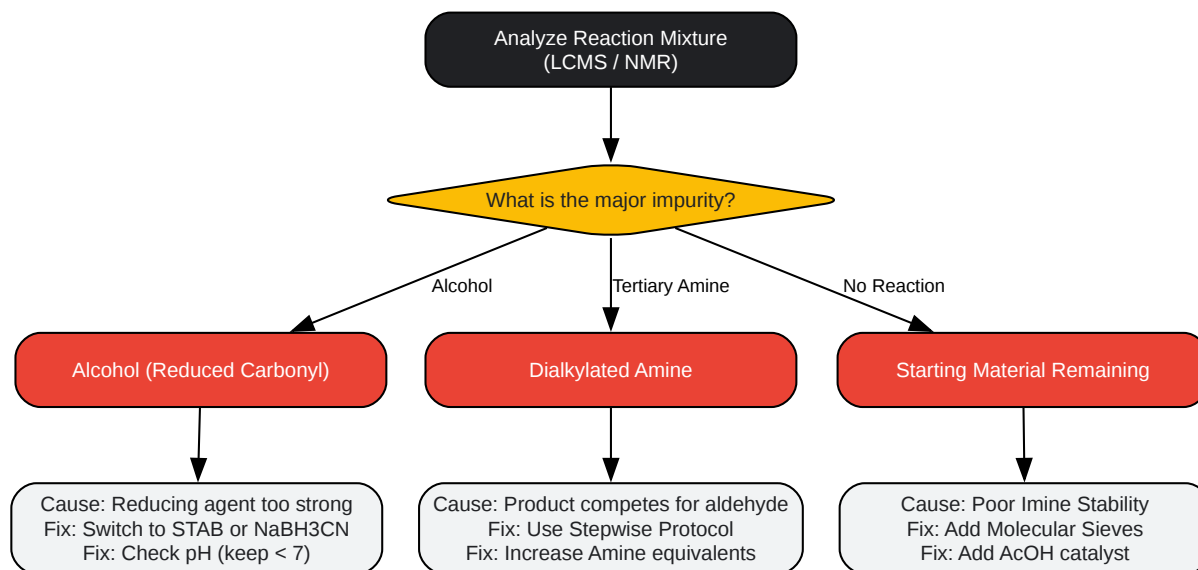 Analyze Reaction Mixture
(LCMS / NMR)
What is the major impurity?
Alcohol
Tertiary Amine
No Reaction
Alcohol (Reduced Carbonyl)
Dialkylated Amine
Starting Material Remaining
Cause: Reducing agent too strong
Fix: Switch to STAB or NaBH3CN
Fix: Check pH (keep < 7)
Cause: Product competes for aldehyde
Fix: Use Stepwise Protocol
Fix: Increase Amine equivalents
Cause: Poor Imine Stability
Fix: Add Molecular Sieves
Fix: Add AcOH catalyst